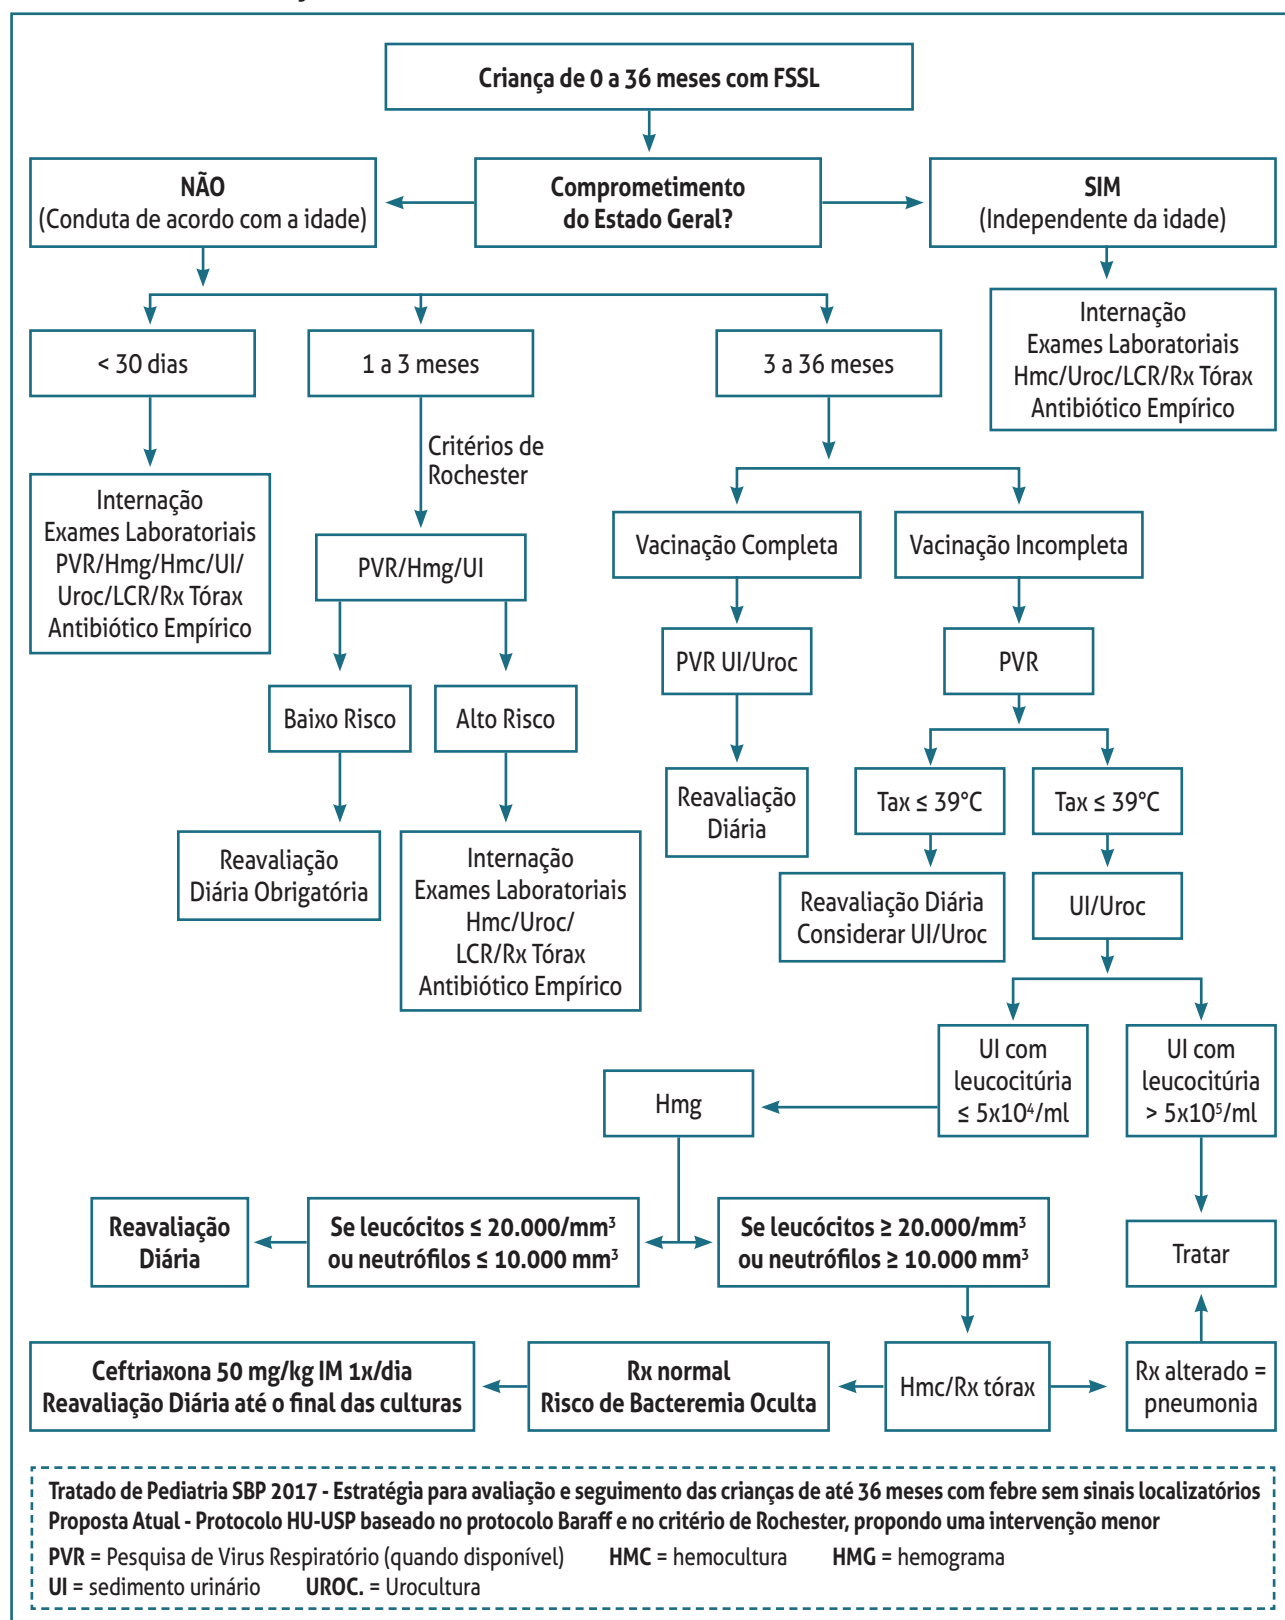 Criança de 0 a 36 meses com FSSL
NÃO
(Conduta de acordo com a idade)
Comprometimento
do Estado Geral?
SIM
(Independente da idade)
Internação
Exames Laboratoriais
Hmc/Uroc/LCR/Rx Tórax
Antibiótico Empírico
< 30 dias
1 a 3 meses
3 a 36 meses
Critérios de
Rochester
Internação
Exames Laboratoriais
PVR/Hmg/Hmc/UI/
Uroc/LCR/Rx Tórax
Antibiótico Empírico
PVR/Hmg/UI
Vacinação Completa
Vacinação Incompleta
PVR UI/Uroc
PVR
Baixo Risco
Alto Risco
Reavaliação
Diária
Tax ≤ 39°C
Tax ≤ 39°C
Reavaliação
Diária Obrigatória
Internação
Exames Laboratoriais
Hmc/Uroc/
LCR/Rx Tórax
Antibiótico Empírico
Reavaliação Diária
Considerar UI/Uroc
UI/Uroc
UI com
leucocitúria
≤ 5x10⁴/ml
UI com
leucocitúria
> 5x10⁵/ml
Hmg
Reavaliação
Diária
Se leucócitos ≤ 20.000/mm³
ou neutrófilos ≤ 10.000 mm³
Se leucócitos ≥ 20.000/mm³
ou neutrófilos ≥ 10.000 mm³
Tratar
Ceftriaxona 50 mg/kg IM 1x/dia
Reavaliação Diária até o final das culturas
Rx normal
Risco de Bacteremia Oculta
Hmc/Rx tórax
Rx alterado =
pneumonia
Tratado de Pediatria SBP 2017 - Estratégia para avaliação e seguimento das crianças de até 36 meses com febre sem sinais localizatórios
Proposta Atual - Protocolo HU-USP baseado no protocolo Baraff e no critério de Rochester, propondo uma intervenção menor
PVR = Pesquisa de Virus Respiratório (quando disponível) HMC = hemocultura HMG = hemograma
UI = sedimento urinário UROC. = Urocultura